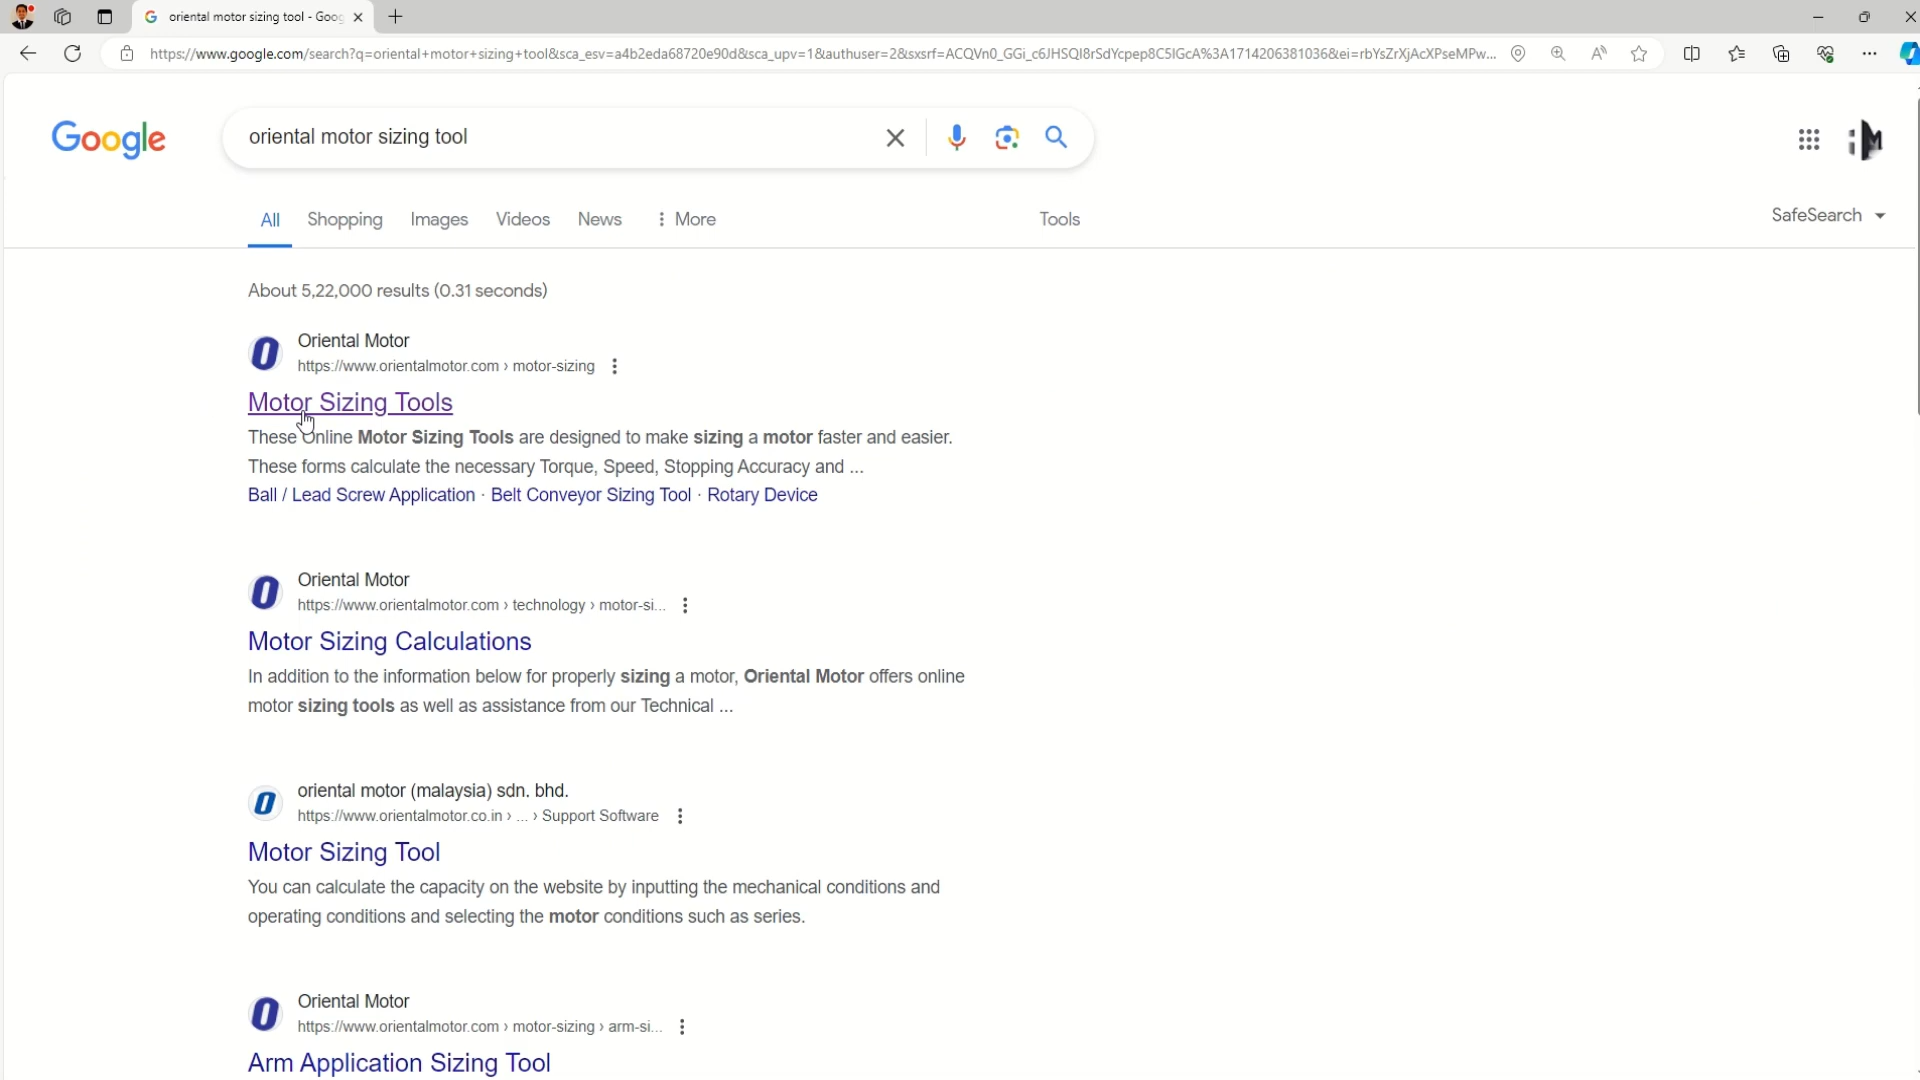 oriental motor sizing tool - Goo
https://www.google.com/search?q=oriental+motor+sizing+tool&sca_esv=a4b2eda68720e90d&sca_upv=1&authuser=2&sxsrf=ACQVn0_GGi_c6JHSQI8rSdYcpep8C5IGcA%3A1714206381036&ei=rbYsZrXjAcXPseMPw...
Google
oriental motor sizing tool
All Shopping Images Videos News More Tools SafeSearch
About 5,22,000 results (0.31 seconds)
Oriental Motor
https://www.orientalmotor.com › motor-sizing
Motor Sizing Tools
These Online Motor Sizing Tools are designed to make sizing a motor faster and easier.
These forms calculate the necessary Torque, Speed, Stopping Accuracy and ...
Ball / Lead Screw Application · Belt Conveyor Sizing Tool · Rotary Device
Oriental Motor
https://www.orientalmotor.com › technology › motor-si...
Motor Sizing Calculations
In addition to the information below for properly sizing a motor, Oriental Motor offers online
motor sizing tools as well as assistance from our Technical ...
oriental motor (malaysia) sdn. bhd.
https://www.orientalmotor.co.in › ... › Support Software
Motor Sizing Tool
You can calculate the capacity on the website by inputting the mechanical conditions and
operating conditions and selecting the motor conditions such as series.
Oriental Motor
https://www.orientalmotor.com › motor-sizing › arm-si...
Arm Application Sizing Tool